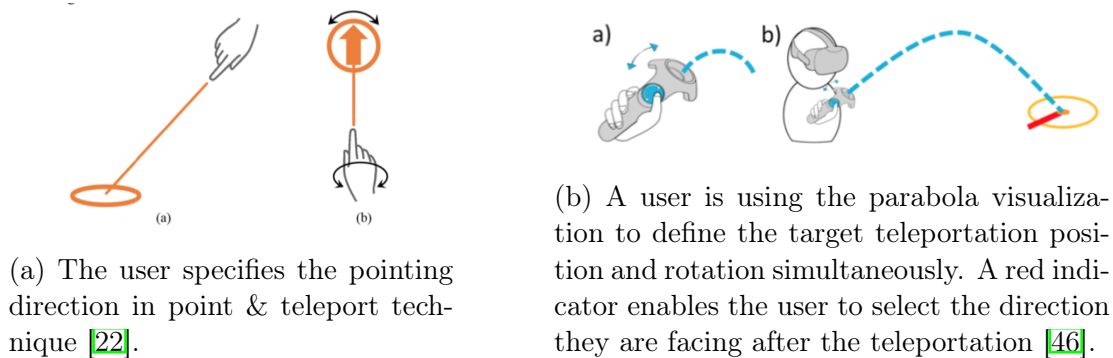 (a)
(b)
(a) The user specifies the pointing
direction in point & teleport tech-
nique [22].
a)
b)
(b) A user is using the parabola visualiza-
tion to define the target teleportation posi-
tion and rotation simultaneously. A red indi-
cator enables the user to select the direction
they are facing after the teleportation [46].